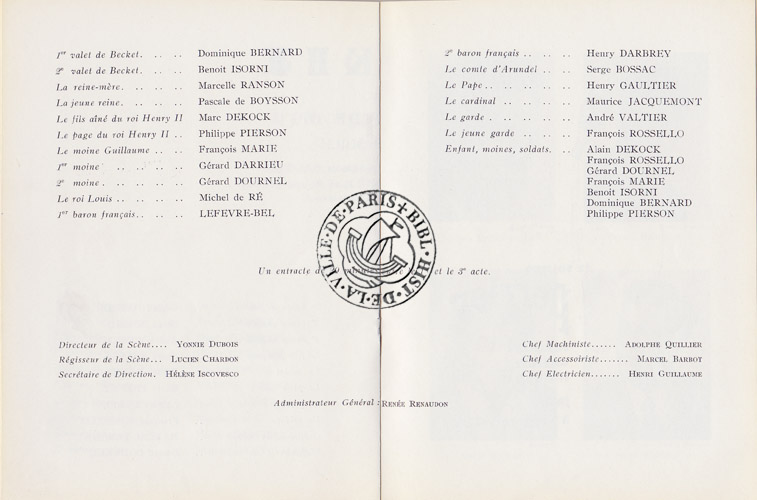 1er valet de Becket. . .. .. Dominique BERNARD
2e valet de Becket. . .. .. Benoit ISORNI
La reine-mère. . .. .. .. Marcelle RANSON
La jeune reine. . .. .. .. Pascale de BOYSSON
Le fils aîné du roi Henry II Marc DEKOCK
Le page du roi Henry II .. Philippe PIERSON
Le moine Guillaume .. .. François MARIE
1er moine . .. .. .. .. Gérard DARRIEU
2e moine . .. .. .. .. Gérard DOURNEL
Le roi Louis .. .. .. .. Michel de RÉ
1er baron français. . .. .. LEFEVRE-BEL
2e baron français .. .. .. Henry DARBREY
Le comte d'Arundel .. .. Serge BOSSAC
Le Pape .. .. .. .. .. Henry GAULTIER
Le cardinal .. .. .. .. Maurice JACQUEMONT
Le garde . .. .. .. .. André VALTIER
Le jeune garde .. .. .. François ROSSELLO
Enfant, moines, soldats. .. Alain DEKOCK
François ROSSELLO
Gérard DOURNEL
François MARIE
Benoit ISORNI
Dominique BERNARD
Philippe PIERSON
Un entracte et le 3e acte.
BIBL. HIST. DE LA VILLE DE PARIS
Directeur de la Scène.... YONNIE DUBOIS
Régisseur de la Scène... LUCIEN CHARDON
Secrétaire de Direction. HÉLÈNE ISCOVESCO
Chef Machiniste...... ADOLPHE QUILLIER
Chef Accessoiriste....... MARCEL BARBOT
Chef Electricien....... HENRI GUILLAUME
Administrateur Général : RENÉE RENAUDON